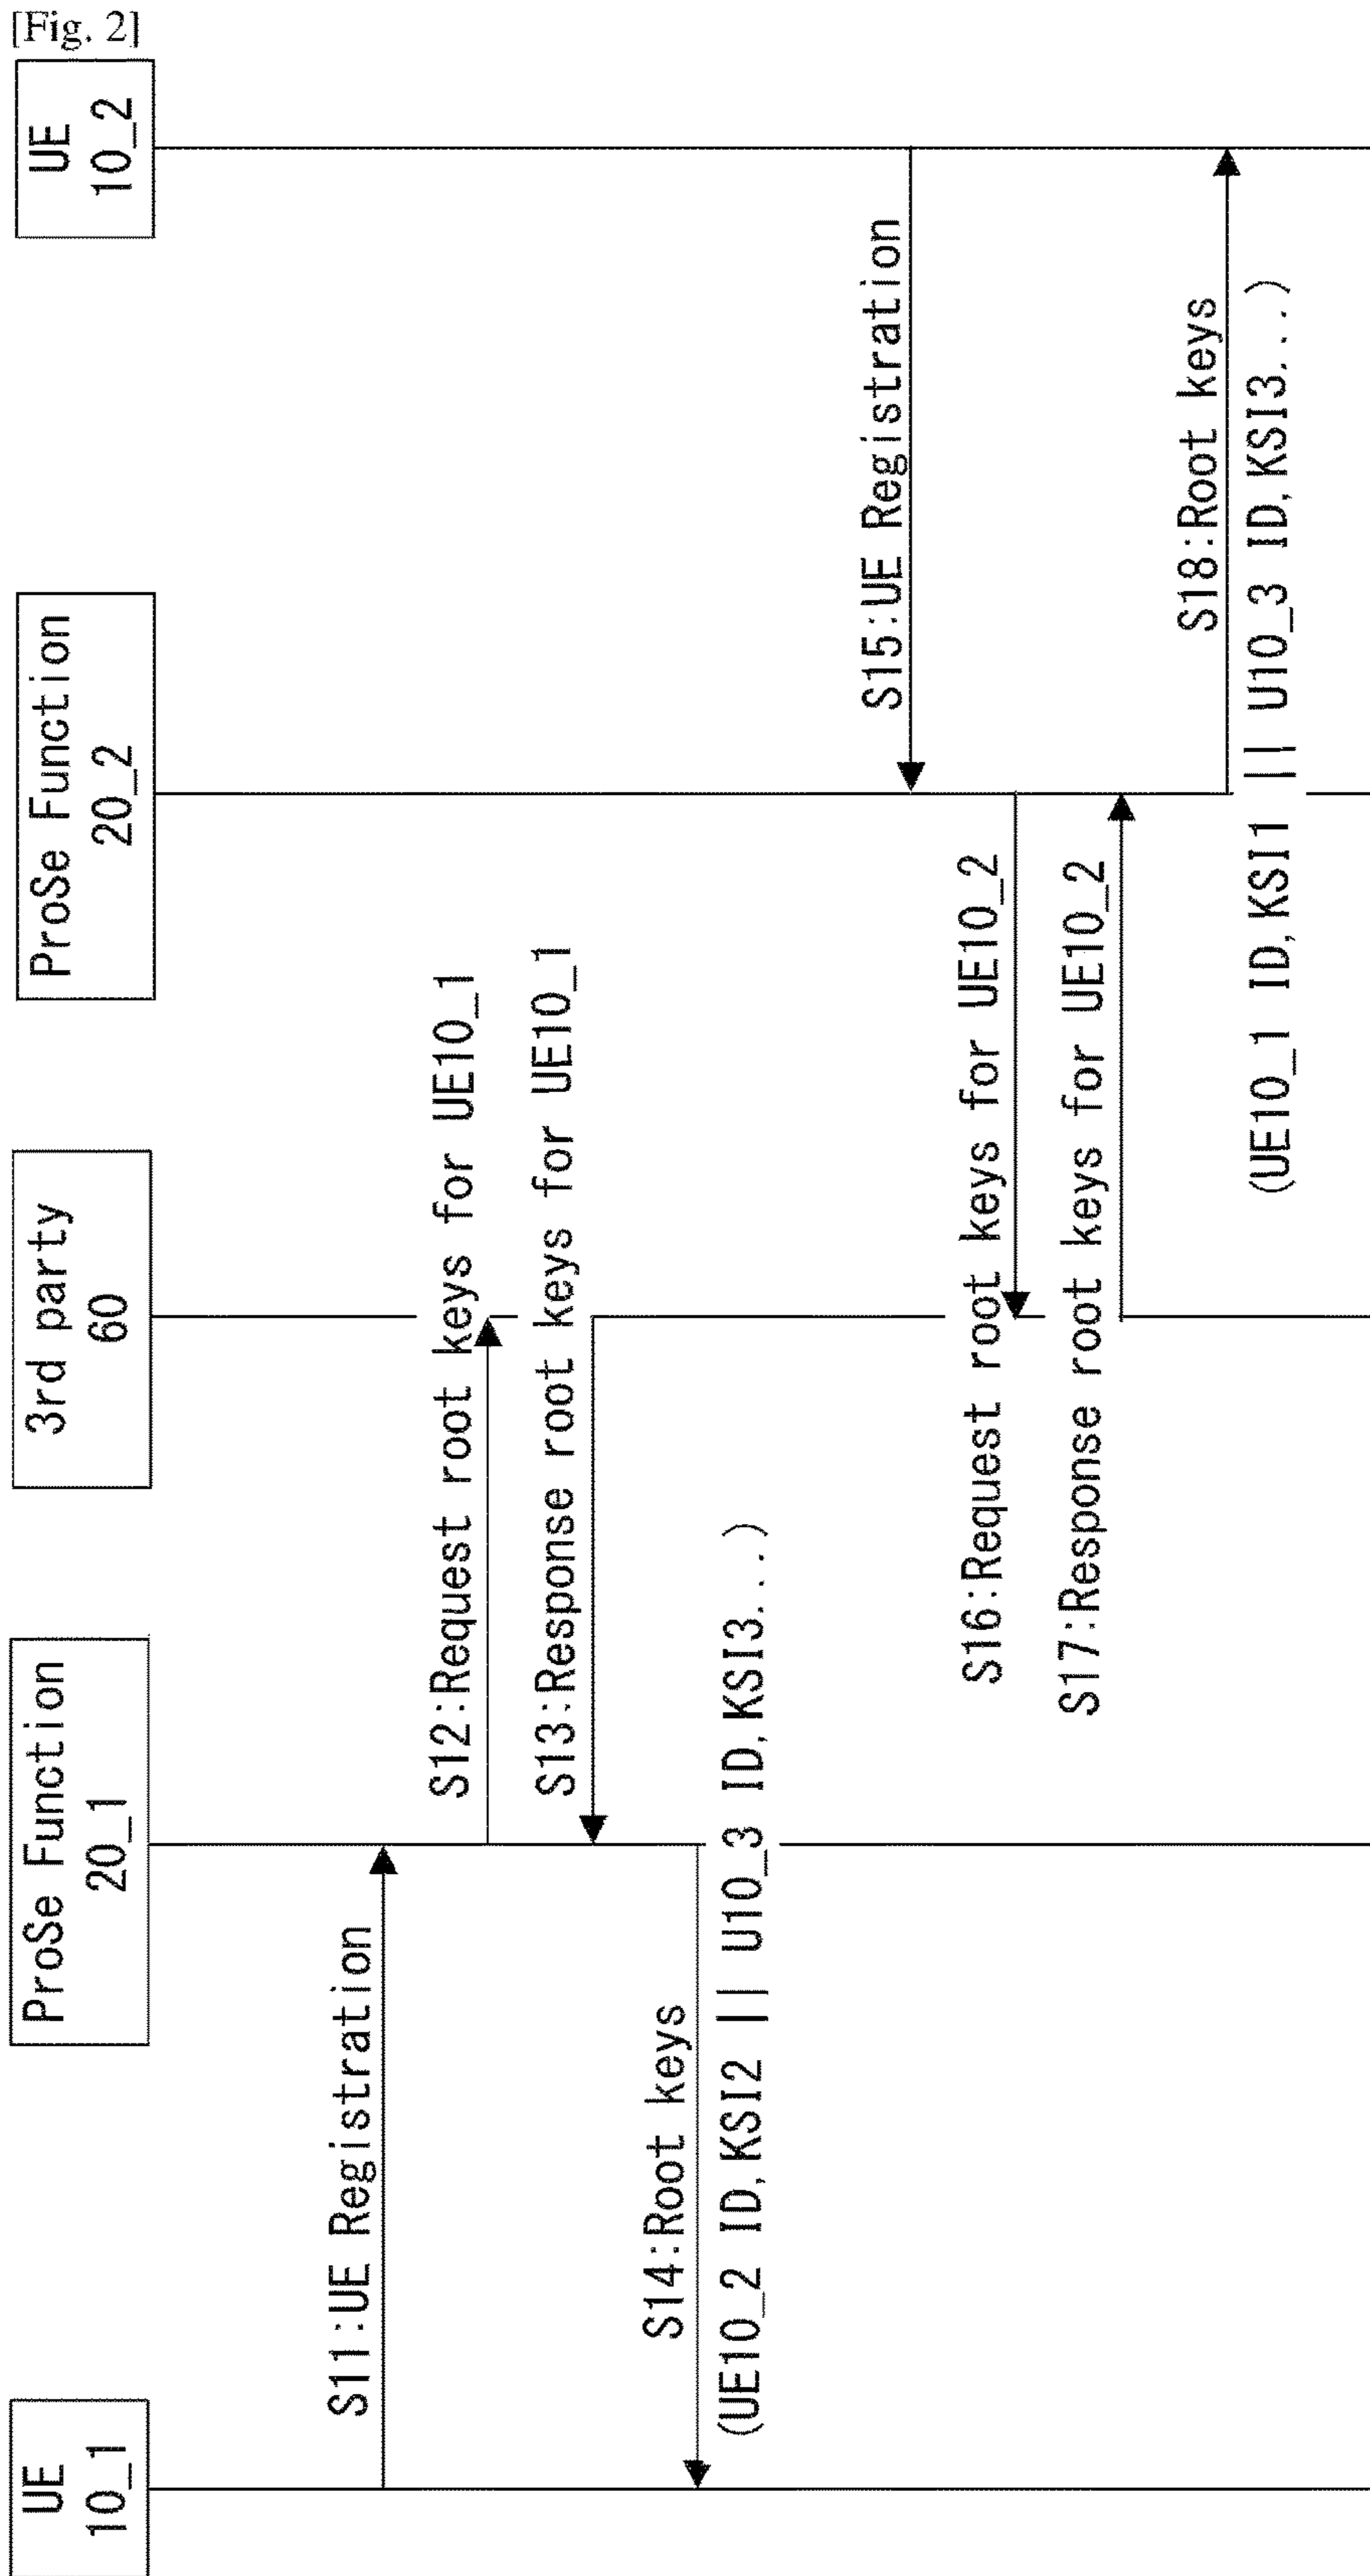 [Fig. 2]
UE
10_1
ProSe Function
20_1
3rd party
60
ProSe Function
20_2
UE
10_2
S11:UE Registration
S12:Request root keys for UE10_1
S13:Response root keys for UE10_1
S14:Root keys
(UE10_2 ID,KSI2 || U10_3 ID,KSI3...)
S15:UE Registration
S16:Request root keys for UE10_2
S17:Response root keys for UE10_2
S18:Root keys
(UE10_1 ID,KSI1 || U10_3 ID,KSI3...)